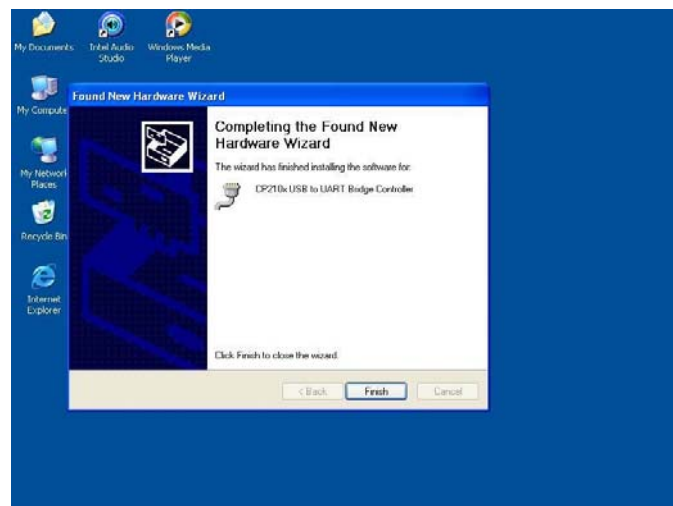 My Documents
Intel Audio
Studio
Windows Media
Player
My Compute
My Network
Places
Recycle Bin
Internet
Explorer
Found New Hardware Wizard
Completing the Found New
Hardware Wizard
The wizard has finished installing the software for:
CP210x USB to UART Bridge Controller
Click Finish to close the wizard.
< Back
Finish
Cancel